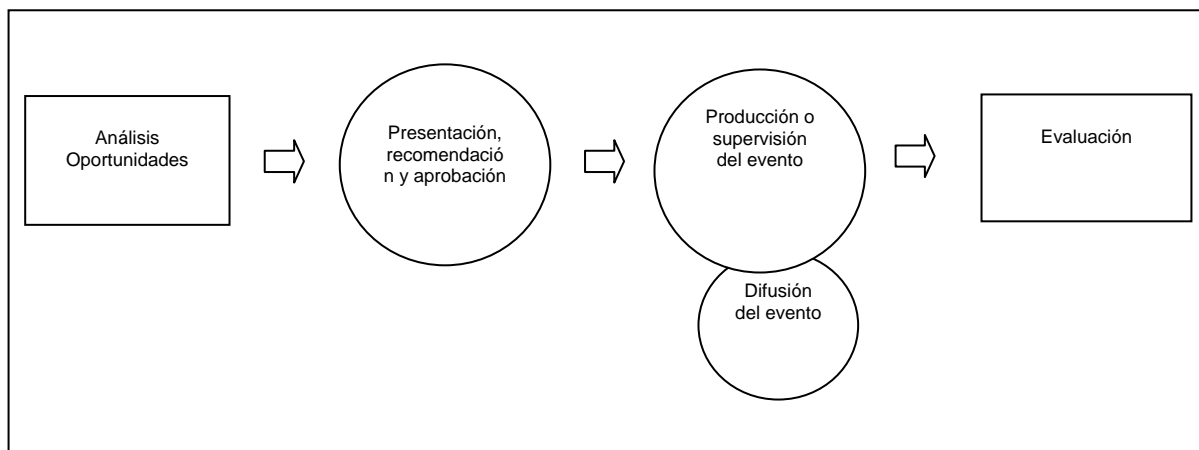 Análisis
Oportunidades
Presentación,
recomendació
n y aprobación
Producción o
supervisión
del evento
Difusión
del evento
Evaluación